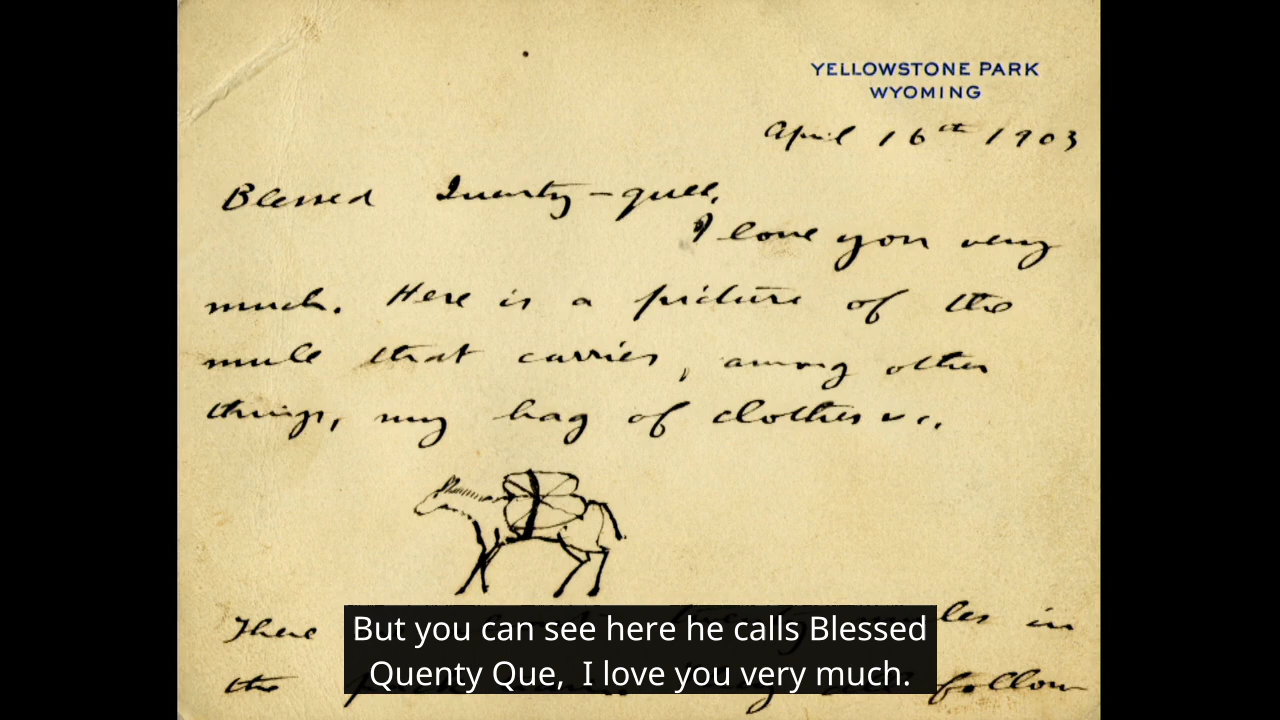 YELLOWSTONE PARK
WYOMING
April 16th 1903
Blessed Quenty-quee,
I love you very
much. Here is a picture of the
mule that carries, among other
things, my bag of clothes
There in
the follow
But you can see here he calls Blessed
Quenty Que, I love you very much.